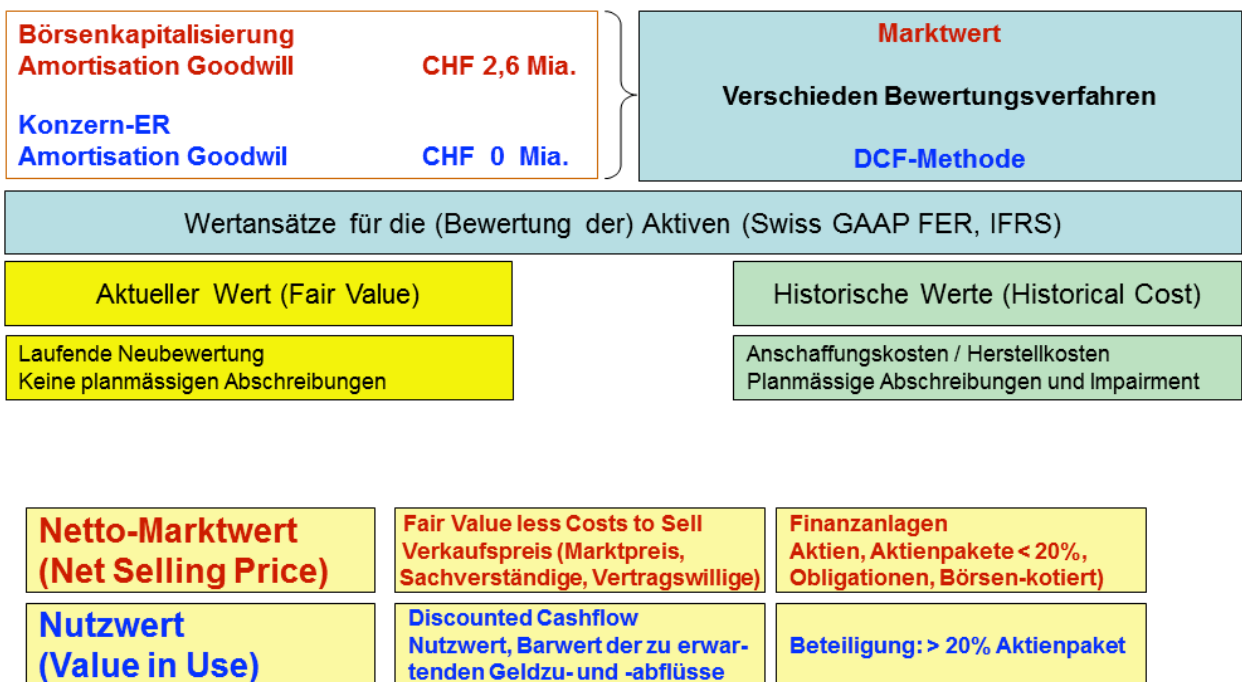 Börsenkapitalisierung
Amortisation Goodwill CHF 2,6 Mia.
Konzern-ER
Amortisation Goodwil CHF 0 Mia.
Marktwert
Verschieden Bewertungsverfahren
DCF-Methode
Wertansätze für die (Bewertung der) Aktiven (Swiss GAAP FER, IFRS)
Aktueller Wert (Fair Value)
Laufende Neubewertung
Keine planmässigen Abschreibungen
Historische Werte (Historical Cost)
Anschaffungskosten / Herstellkosten
Planmässige Abschreibungen und Impairment
Netto-Marktwert
(Net Selling Price)
Fair Value less Costs to Sell
Verkaufspreis (Marktpreis,
Sachverständige, Vertragswillige)
Finanzanlagen
Aktien, Aktienpakete < 20%,
Obligationen, Börsen-kotiert)
Nutzwert
(Value in Use)
Discounted Cashflow
Nutzwert, Barwert der zu erwar-
tenden Geldzu- und -abflüsse
Beteiligung: > 20% Aktienpaket